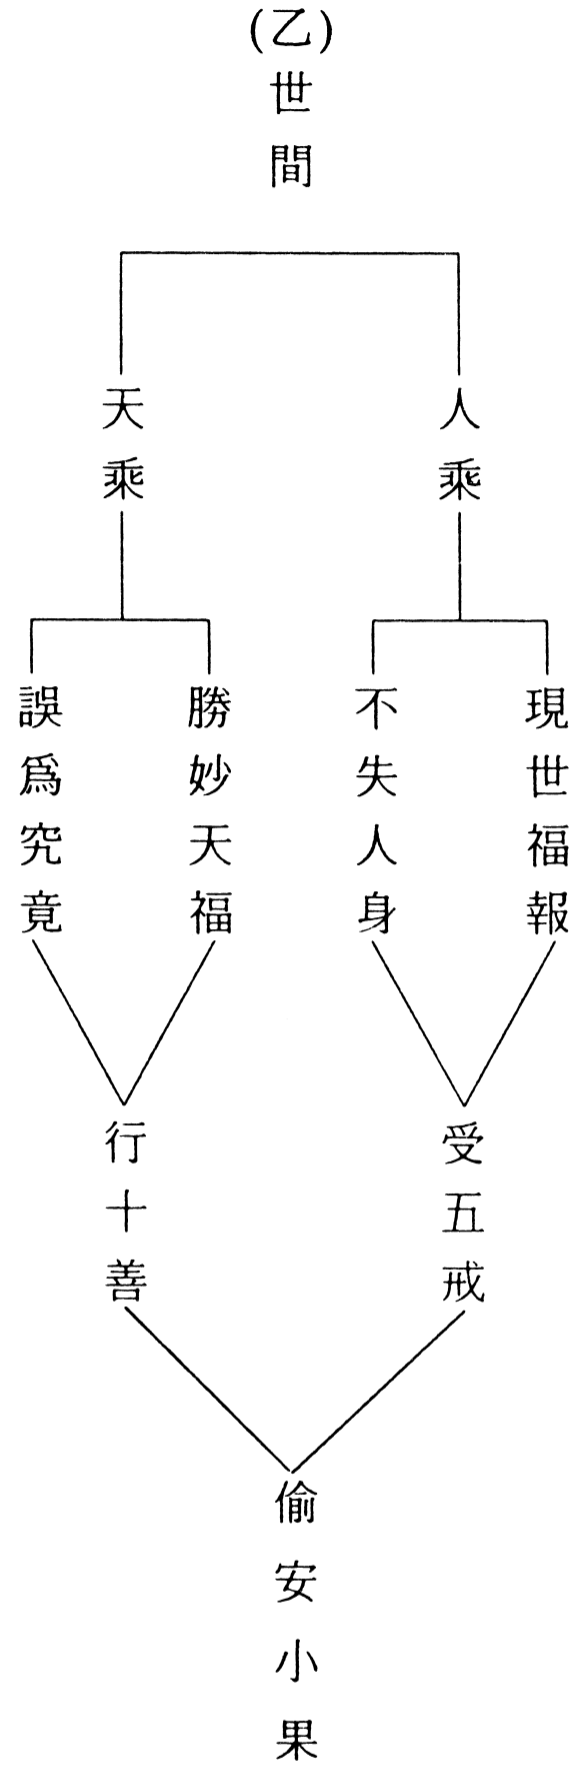 (乙)世間
人乘
天乘
現世福報
不失人身
勝妙天福
誤爲究竟
受五戒
行十善
偷安小果